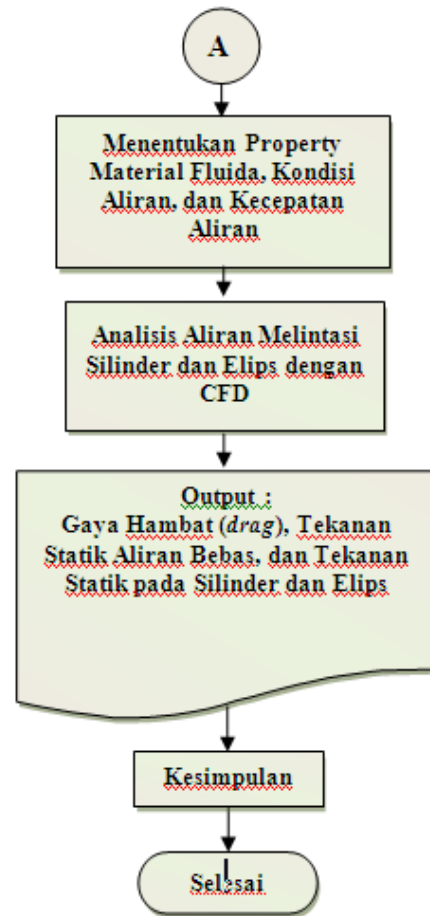 A
Menentukan Property
Material Fluida, Kondisi
Aliran, dan Kecepatan
Aliran
Analisis Aliran Melintasi
Silinder dan Elips dengan
CFD
Output :
Gaya Hambat (drag), Tekanan
Statik Aliran Bebas, dan Tekanan
Statik pada Silinder dan Elips
Kesimpulan
Selesai